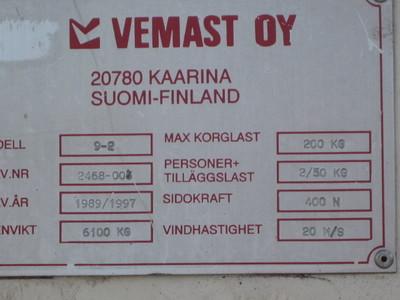 VEMAST OY
20780 KAARINA
SUOMI-FINLAND
DELL 9-2 MAX KORGLAST 200 KG
V.NR PERSONER+ TILLÄGGSLAST 2/50 KG
V.ÅR 1989/1997 SIDOKRAFT 400 N
ENVIKT 6100 KG VINDHASTIGHET 20 M/S